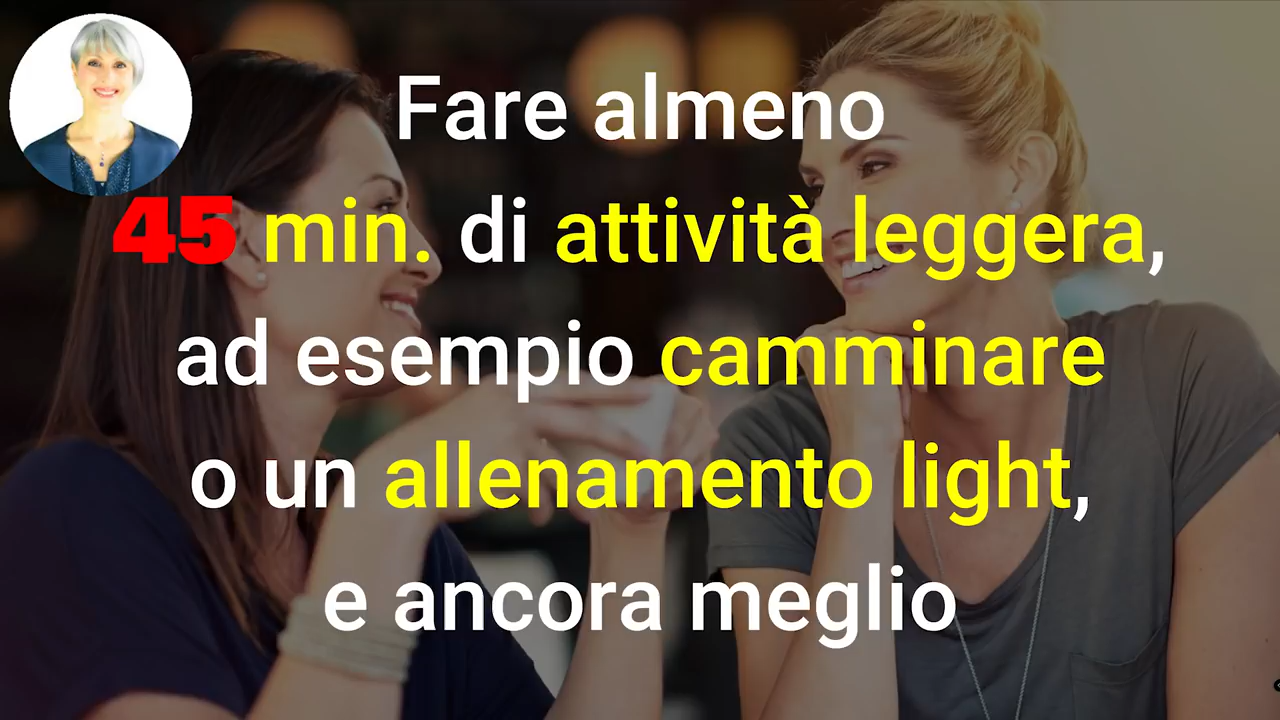 Fare almeno
45 min. di attività leggera,
ad esempio camminare
o un allenamento light,
e ancora meglio